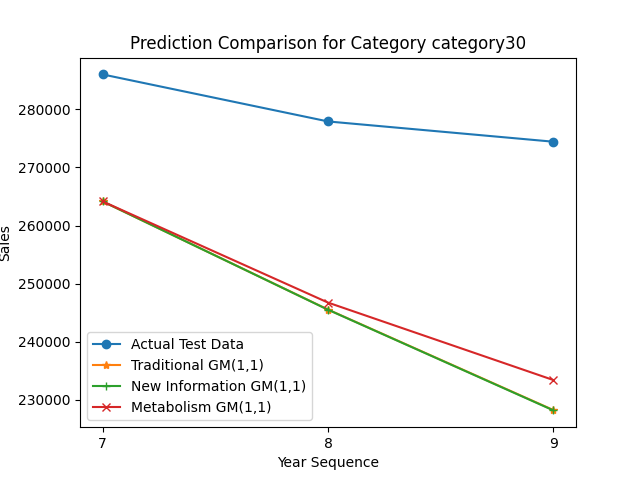 Prediction Comparison for Category category30
280000
270000
260000
250000
240000
230000
Sales
Actual Test Data
Traditional GM(1,1)
New Information GM(1,1)
Metabolism GM(1,1)
7
8
9
Year Sequence